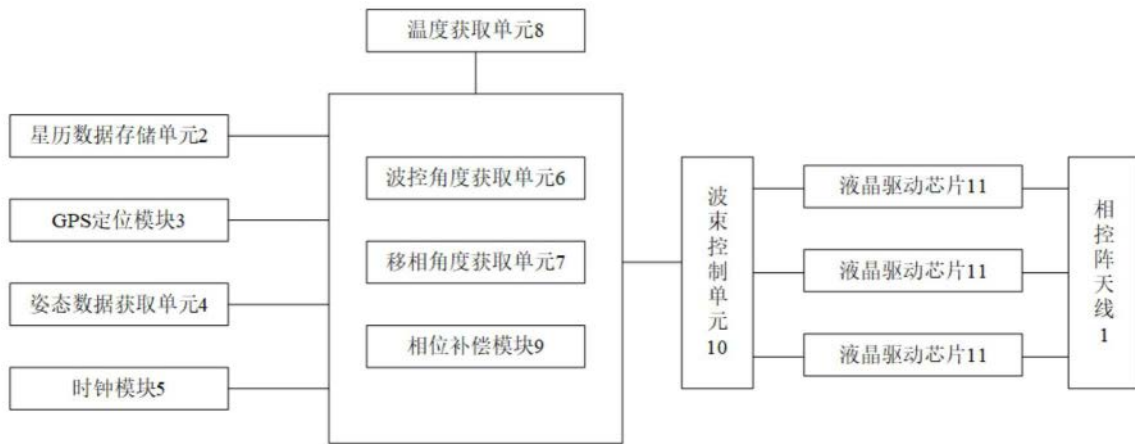 温度获取单元8
星历数据存储单元2
GPS定位模块3
姿态数据获取单元4
时钟模块5
波控角度获取单元6
移相角度获取单元7
相位补偿模块9
波束控制单元10
液晶驱动芯片11
液晶驱动芯片11
液晶驱动芯片11
相控阵天线1